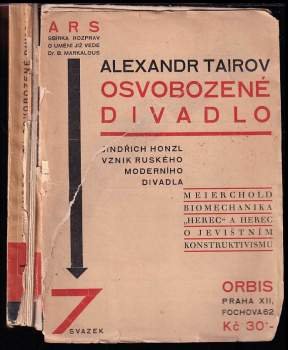 ARS
SBÍRKA ROZPRAV
O UMĚNÍ JIŽ VEDE
Dr. B. MARKALOUS
ALEXANDR TAIROV
OSVOBOZENÉ
DIVADLO
JINDŘICH HONZL
VZNIK RUSKÉHO
MODERNÍHO
DIVADLA
MEIERCHOLD
BIOMECHANIKA
„HEREC“ A HEREC
O JEVIŠTNÍM
KONSTRUKTIVISMU
7
SVAZEK
ORBIS
PRAHA XII,
FOCHOVA 62
Kč 30·-